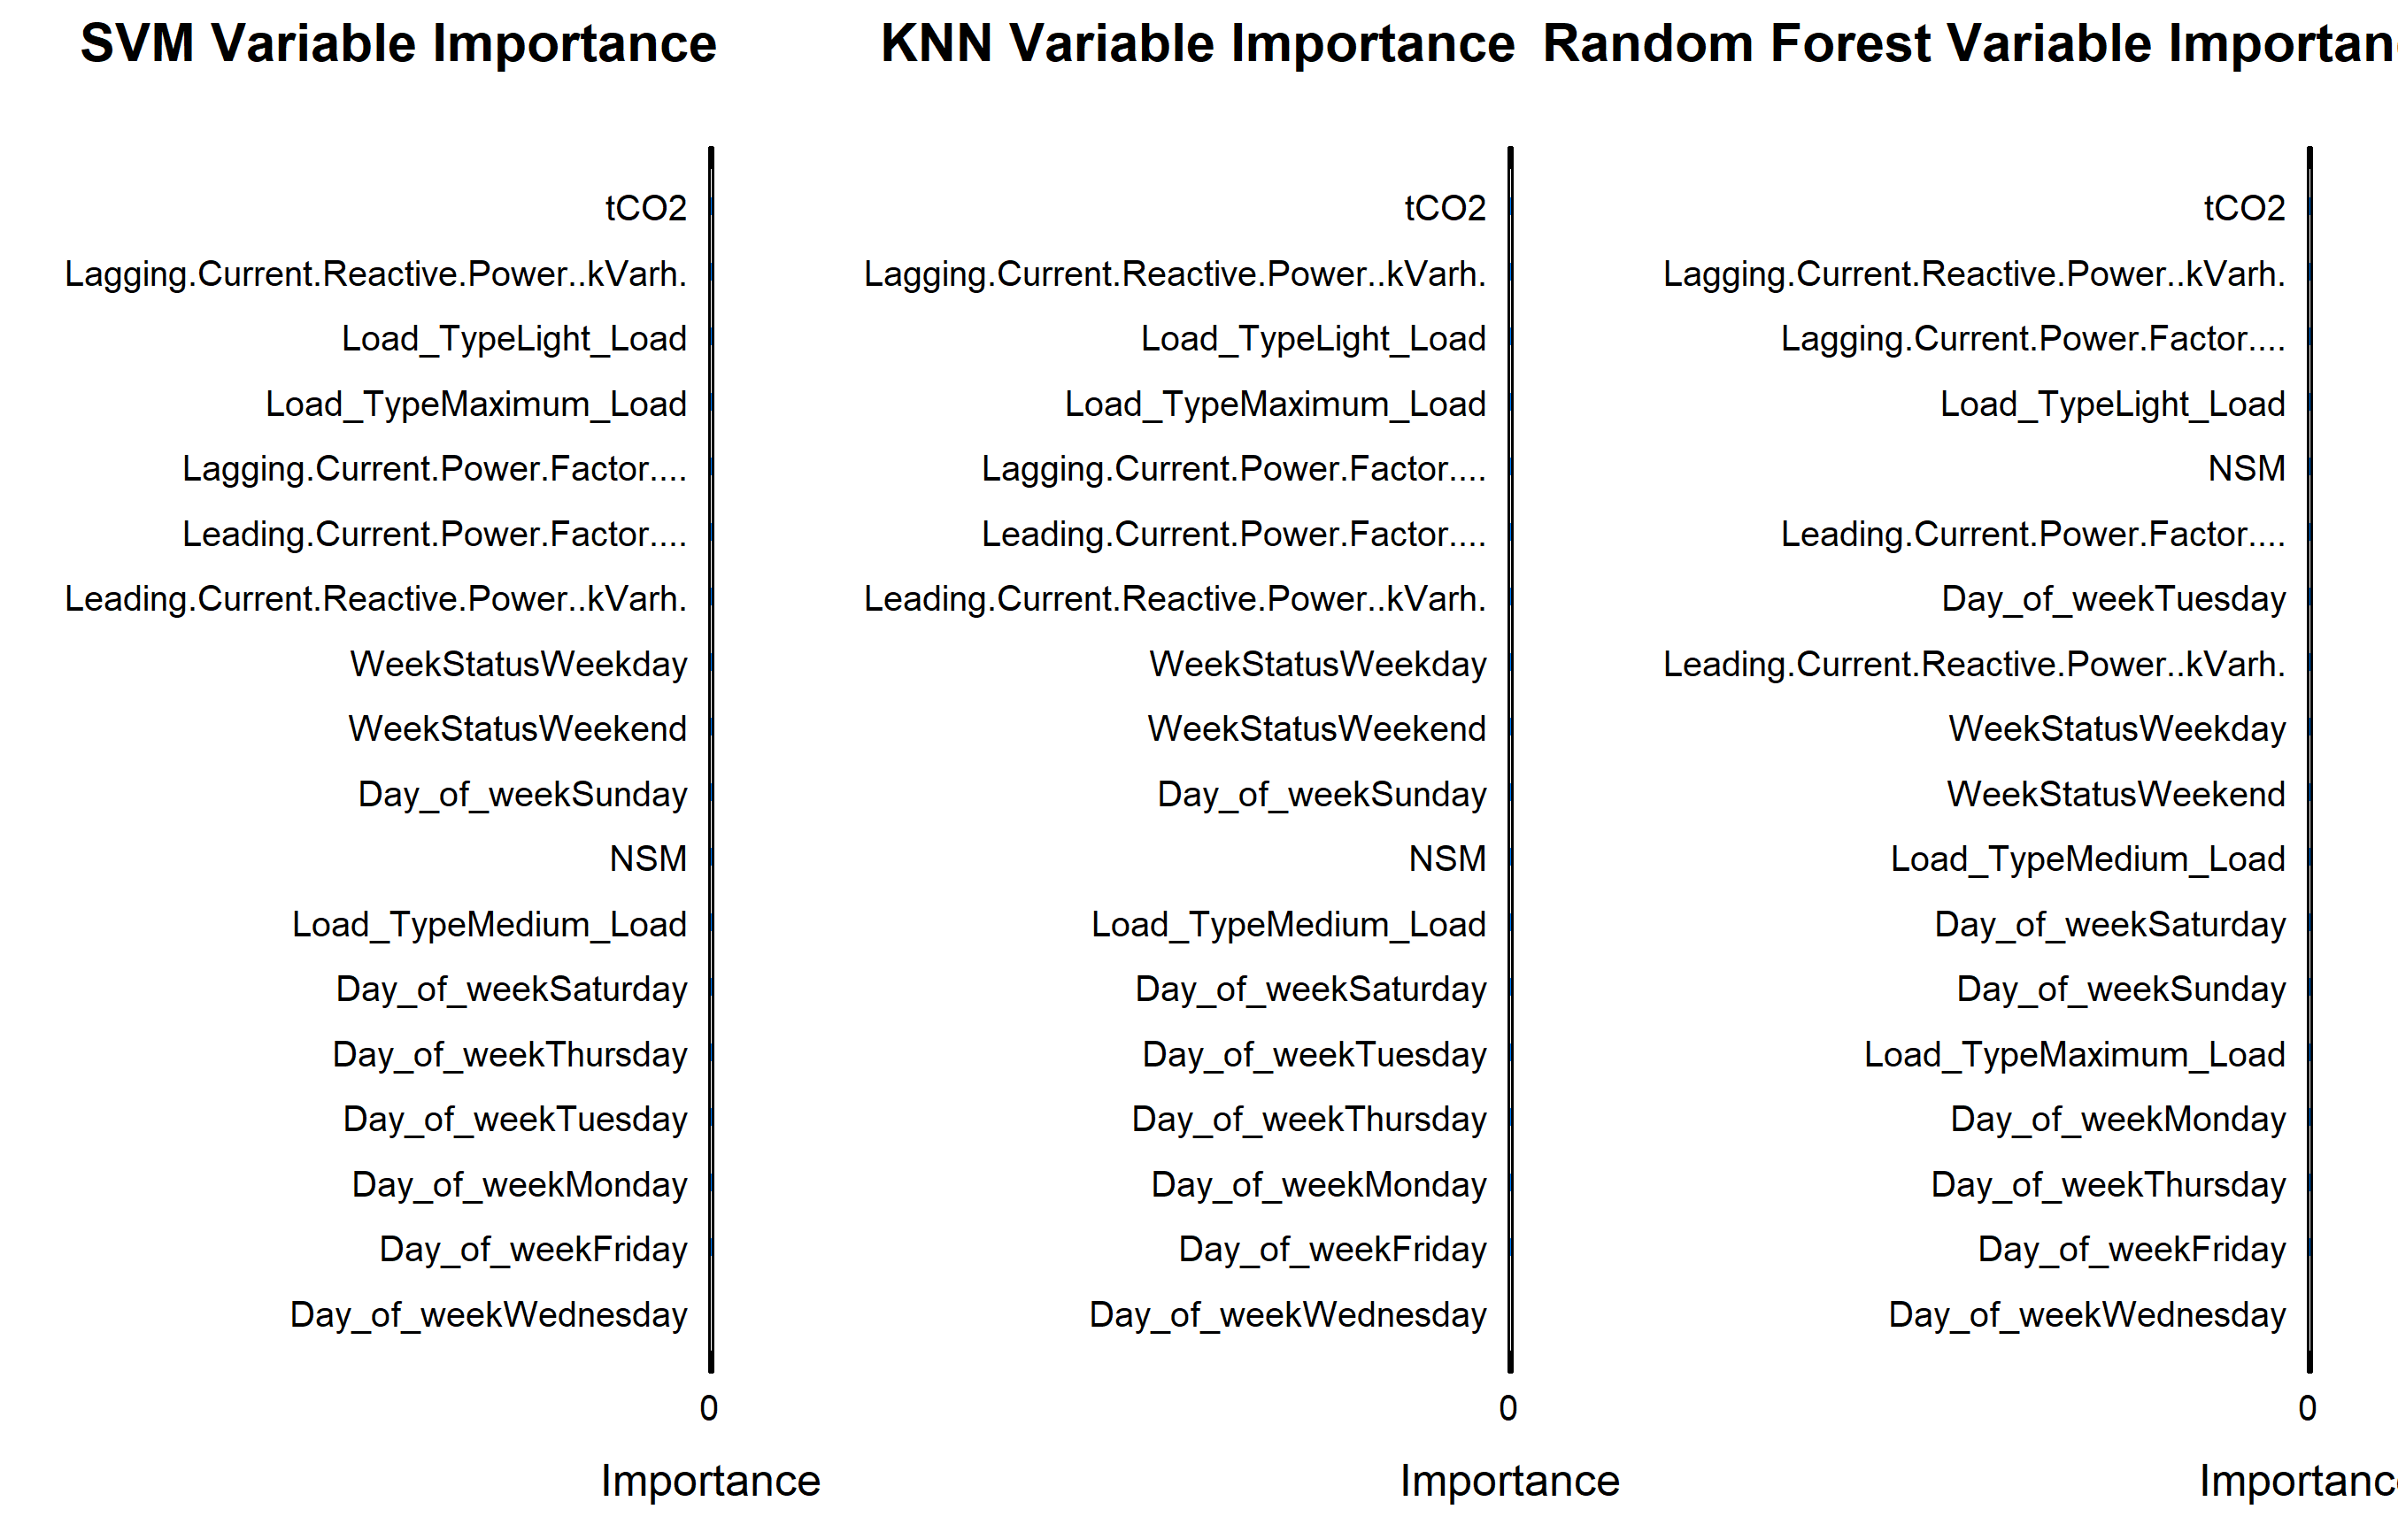 SVM Variable Importance
tCO2
Lagging.Current.Reactive.Power..kVarh.
Load_TypeLight_Load
Load_TypeMaximum_Load
Lagging.Current.Power.Factor....
Leading.Current.Power.Factor....
Leading.Current.Reactive.Power..kVarh.
WeekStatusWeekday
WeekStatusWeekend
Day_of_weekSunday
NSM
Load_TypeMedium_Load
Day_of_weekSaturday
Day_of_weekThursday
Day_of_weekTuesday
Day_of_weekMonday
Day_of_weekFriday
Day_of_weekWednesday
0
Importance
KNN Variable Importance
tCO2
Lagging.Current.Reactive.Power..kVarh.
Load_TypeLight_Load
Load_TypeMaximum_Load
Lagging.Current.Power.Factor....
Leading.Current.Power.Factor....
Leading.Current.Reactive.Power..kVarh.
WeekStatusWeekday
WeekStatusWeekend
Day_of_weekSunday
NSM
Load_TypeMedium_Load
Day_of_weekSaturday
Day_of_weekTuesday
Day_of_weekThursday
Day_of_weekMonday
Day_of_weekFriday
Day_of_weekWednesday
0
Importance
Random Forest Variable Importan
tCO2
Lagging.Current.Reactive.Power..kVarh.
Lagging.Current.Power.Factor....
Load_TypeLight_Load
NSM
Leading.Current.Power.Factor....
Day_of_weekTuesday
Leading.Current.Reactive.Power..kVarh.
WeekStatusWeekday
WeekStatusWeekend
Load_TypeMedium_Load
Day_of_weekSaturday
Day_of_weekSunday
Load_TypeMaximum_Load
Day_of_weekMonday
Day_of_weekThursday
Day_of_weekFriday
Day_of_weekWednesday
0
Importanc